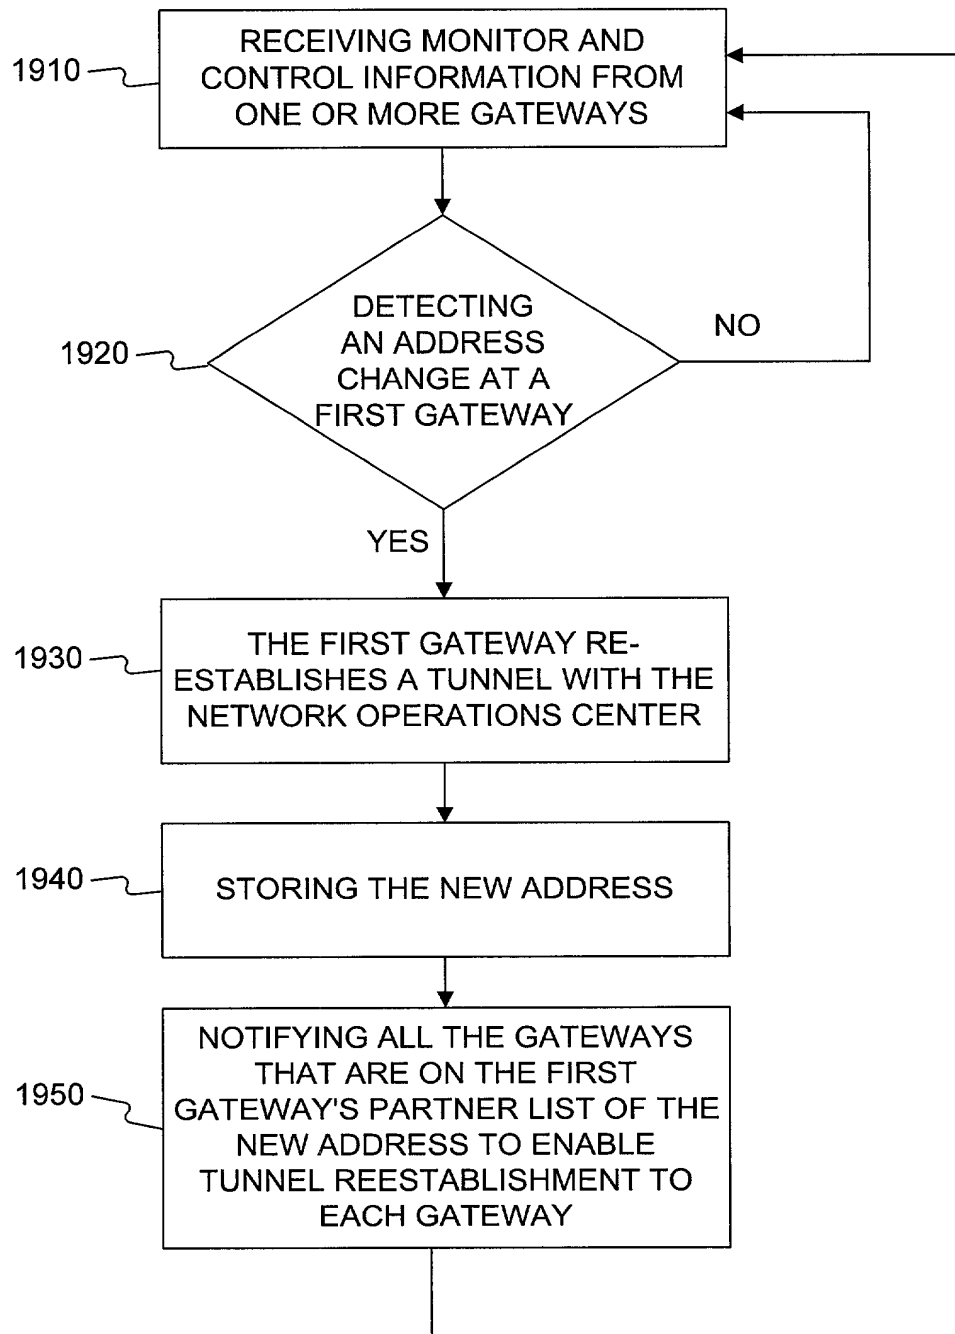 1910
RECEIVING MONITOR AND
CONTROL INFORMATION FROM
ONE OR MORE GATEWAYS
1920
DETECTING
AN ADDRESS
CHANGE AT A
FIRST GATEWAY
NO
YES
1930
THE FIRST GATEWAY RE-
ESTABLISHES A TUNNEL WITH THE
NETWORK OPERATIONS CENTER
1940
STORING THE NEW ADDRESS
1950
NOTIFYING ALL THE GATEWAYS
THAT ARE ON THE FIRST
GATEWAY'S PARTNER LIST OF THE
NEW ADDRESS TO ENABLE
TUNNEL REESTABLISHMENT TO
EACH GATEWAY